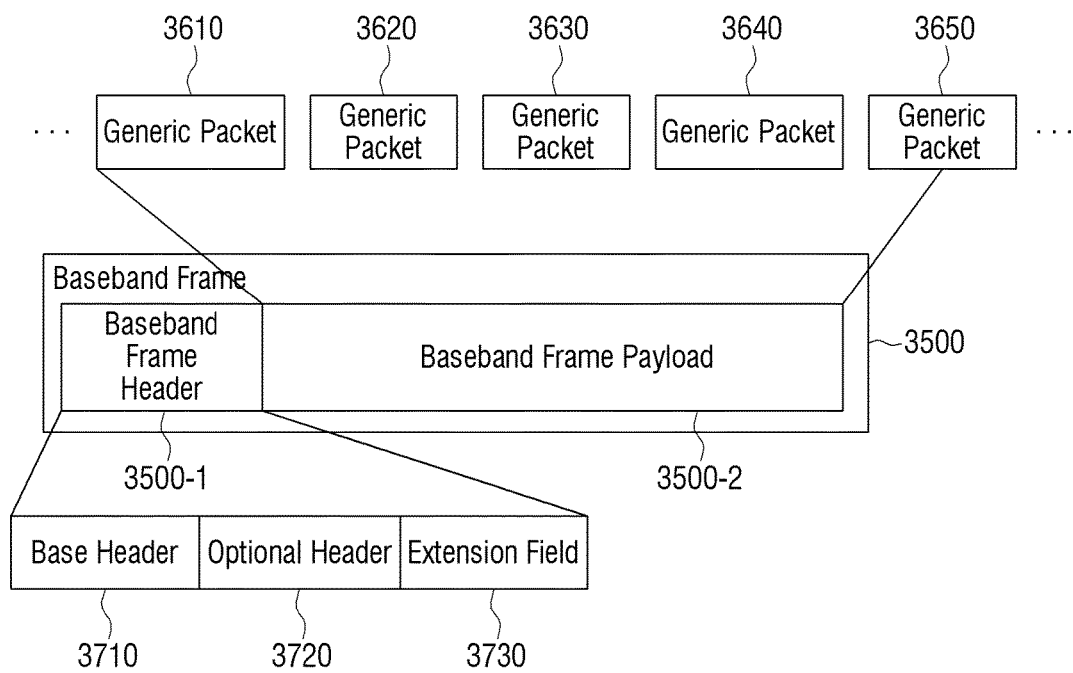 3610 3620 3630 3640 3650
... Generic Packet Generic Packet Generic Packet Generic Packet Generic Packet ...
Baseband Frame
Baseband
Frame
Header
Baseband Frame Payload
3500
3500-1 3500-2
Base Header Optional Header Extension Field
3710 3720 3730